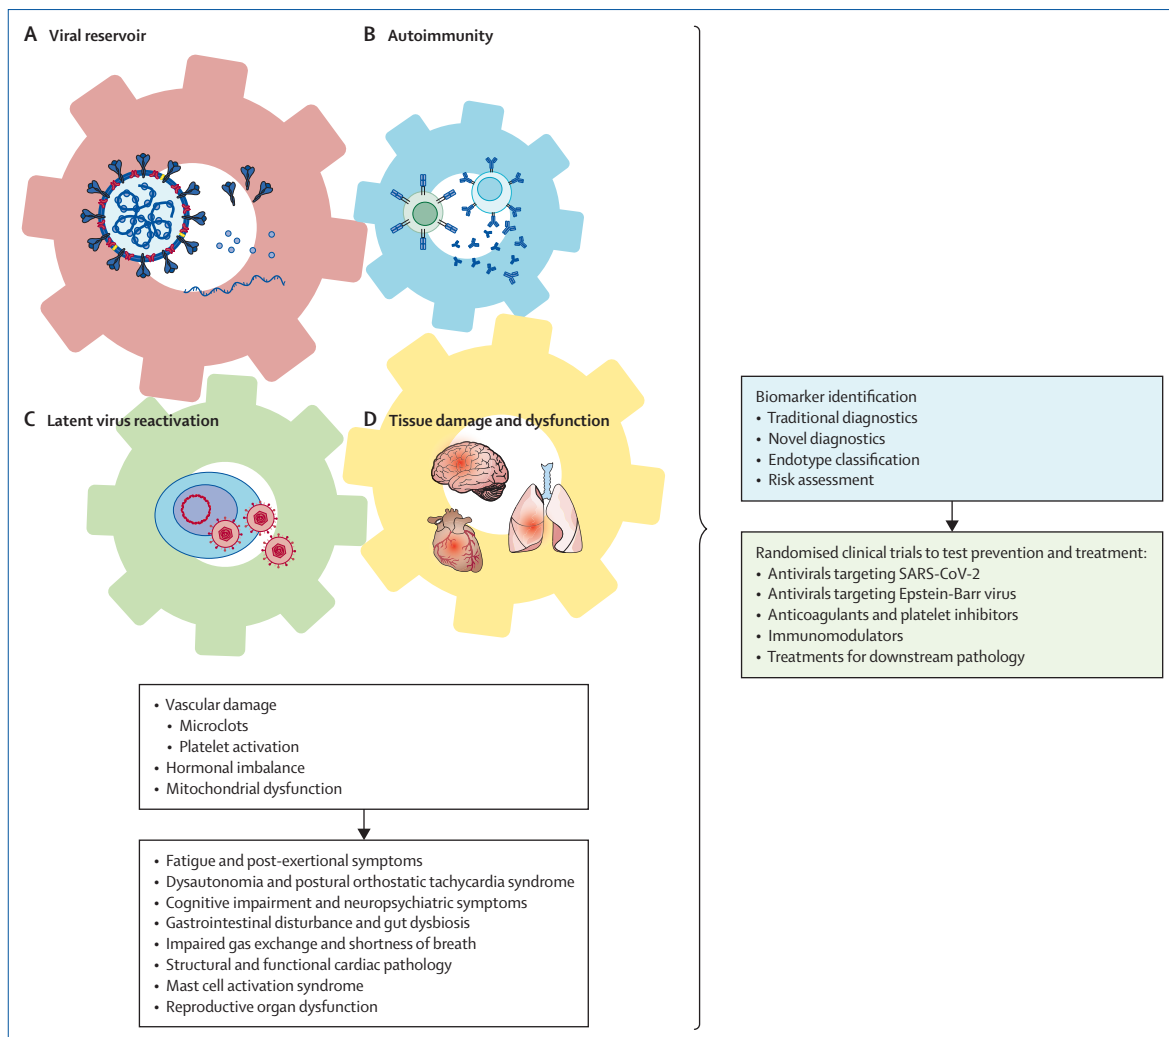 A Viral reservoir
B Autoimmunity
C Latent virus reactivation
D Tissue damage and dysfunction
• Vascular damage
• Microclots
• Platelet activation
• Hormonal imbalance
• Mitochondrial dysfunction
• Fatigue and post-exertional symptoms
• Dysautonomia and postural orthostatic tachycardia syndrome
• Cognitive impairment and neuropsychiatric symptoms
• Gastrointestinal disturbance and gut dysbiosis
• Impaired gas exchange and shortness of breath
• Structural and functional cardiac pathology
• Mast cell activation syndrome
• Reproductive organ dysfunction
Biomarker identification
• Traditional diagnostics
• Novel diagnostics
• Endotype classification
• Risk assessment
Randomised clinical trials to test prevention and treatment:
• Antivirals targeting SARS-CoV-2
• Antivirals targeting Epstein-Barr virus
• Anticoagulants and platelet inhibitors
• Immunomodulators
• Treatments for downstream pathology